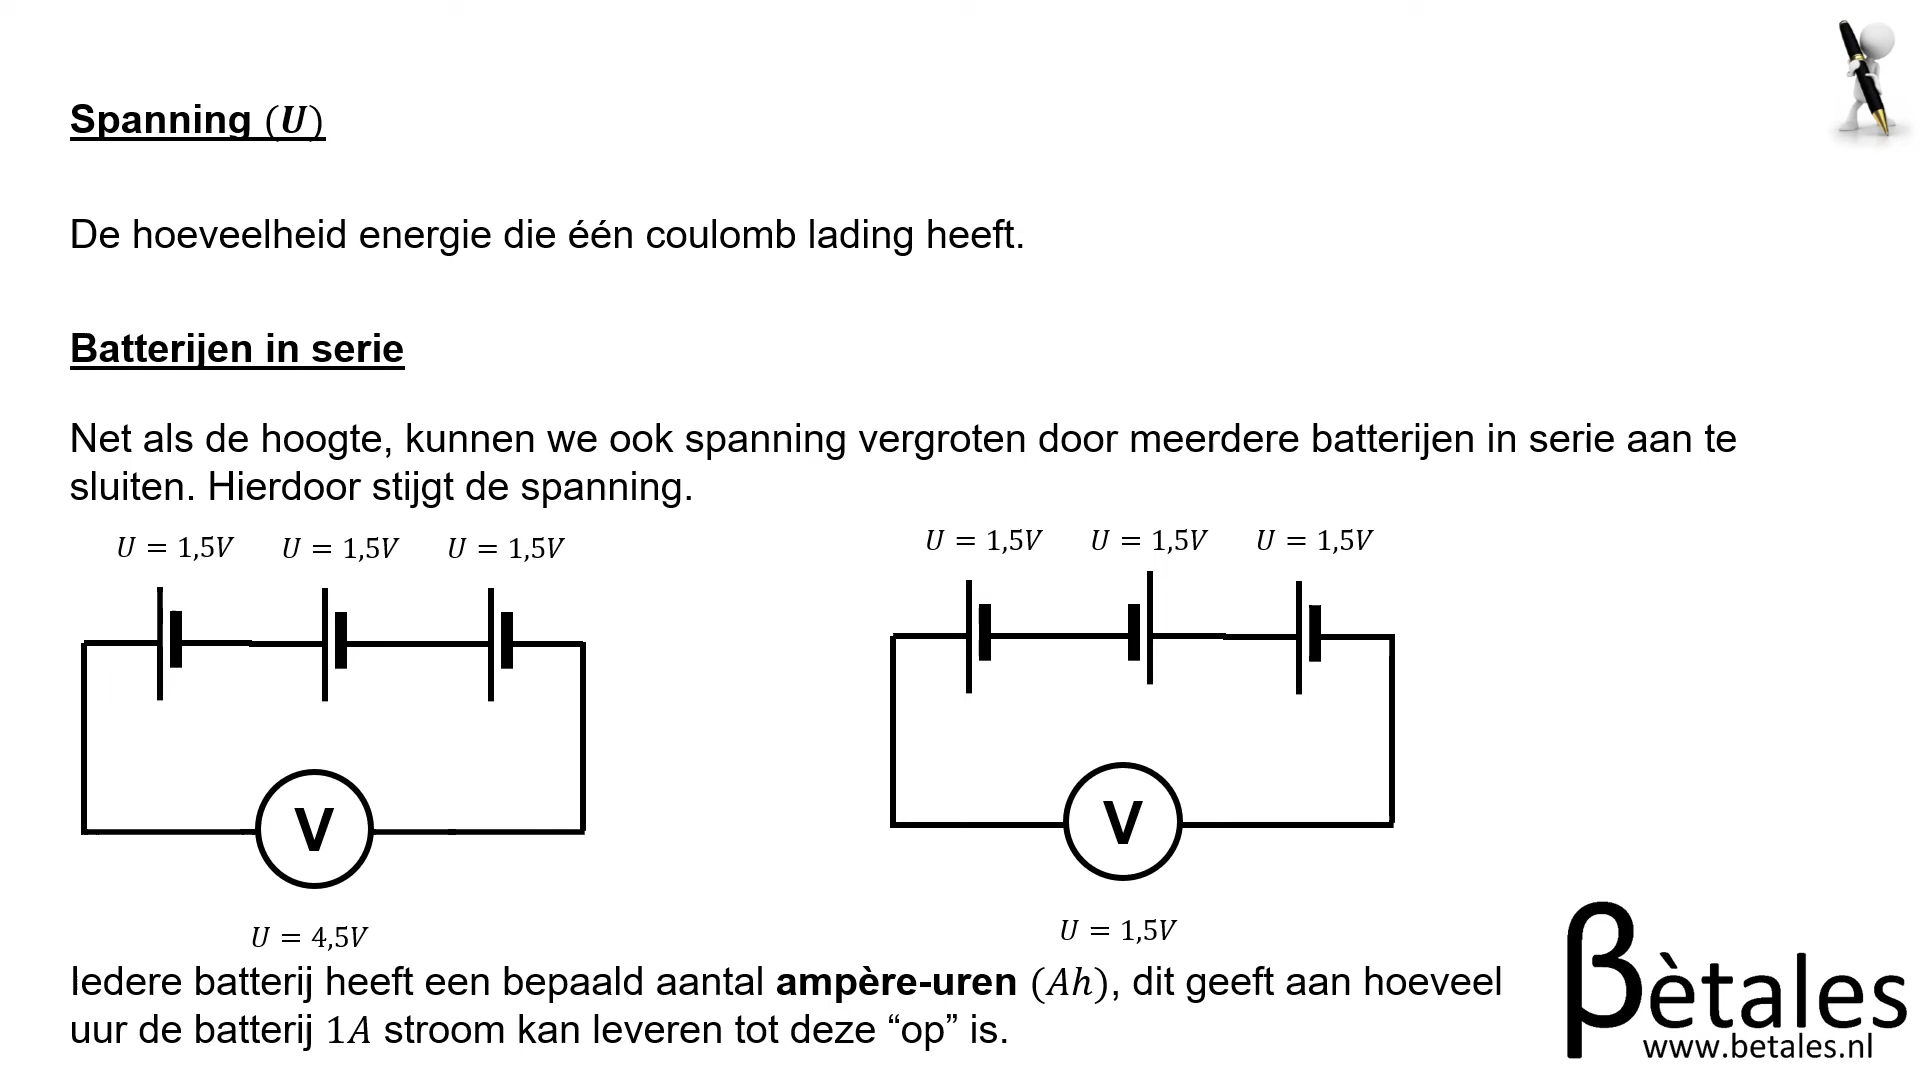 Spanning (U)
De hoeveelheid energie die één coulomb lading heeft.
Batterijen in serie
Net als de hoogte, kunnen we ook spanning vergroten door meerdere batterijen in serie aan te
sluiten. Hierdoor stijgt de spanning.
U = 1,5V U = 1,5V U = 1,5V
V
U = 4,5V
U = 1,5V U = 1,5V U = 1,5V
V
U = 1,5V
Iedere batterij heeft een bepaald aantal ampère-uren (Ah), dit geeft aan hoeveel
uur de batterij 1A stroom kan leveren tot deze “op” is.
βètales
www.betales.nl